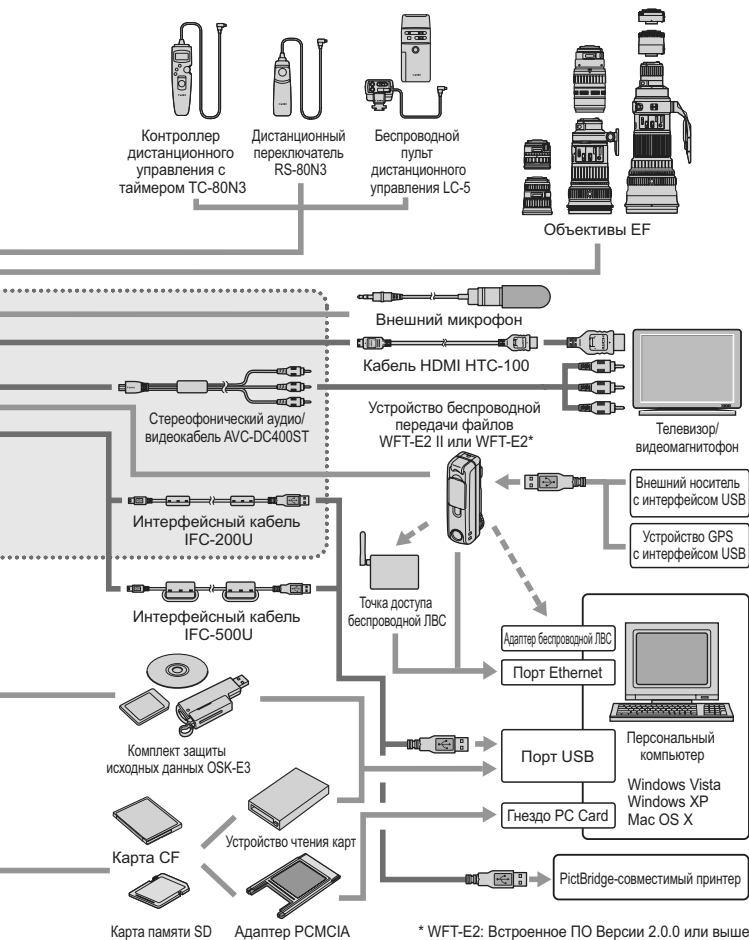 Контроллер
дистанционного
управления с
таймером TC-80N3
Дистанционный
переключатель
RS-80N3
Беспроводной
пульт
дистанционного
управления LC-5
Объективы EF
Внешний микрофон
Кабель HDMI HTC-100
Стереофонический аудио/
видеокабель AVC-DC400ST
Устройство беспроводной
передачи файлов
WFT-E2 II или WFT-E2*
Телевизор/
видеомагнитофон
Внешний носитель
с интерфейсом USB
Устройство GPS
с интерфейсом USB
Интерфейсный кабель
IFC-200U
Интерфейсный кабель
IFC-500U
Точка доступа
беспроводной ЛВС
Адаптер беспроводной ЛВС
Порт Ethernet
Комплект защиты
исходных данных OSK-E3
Порт USB
Персональный
компьютер
Windows Vista
Windows XP
Mac OS X
Гнездо PC Card
Устройство чтения карт
Карта CF
PictBridge-совместимый принтер
Карта памяти SD
Адаптер PCMCIA
* WFT-E2: Встроенное ПО Версии 2.0.0 или выше